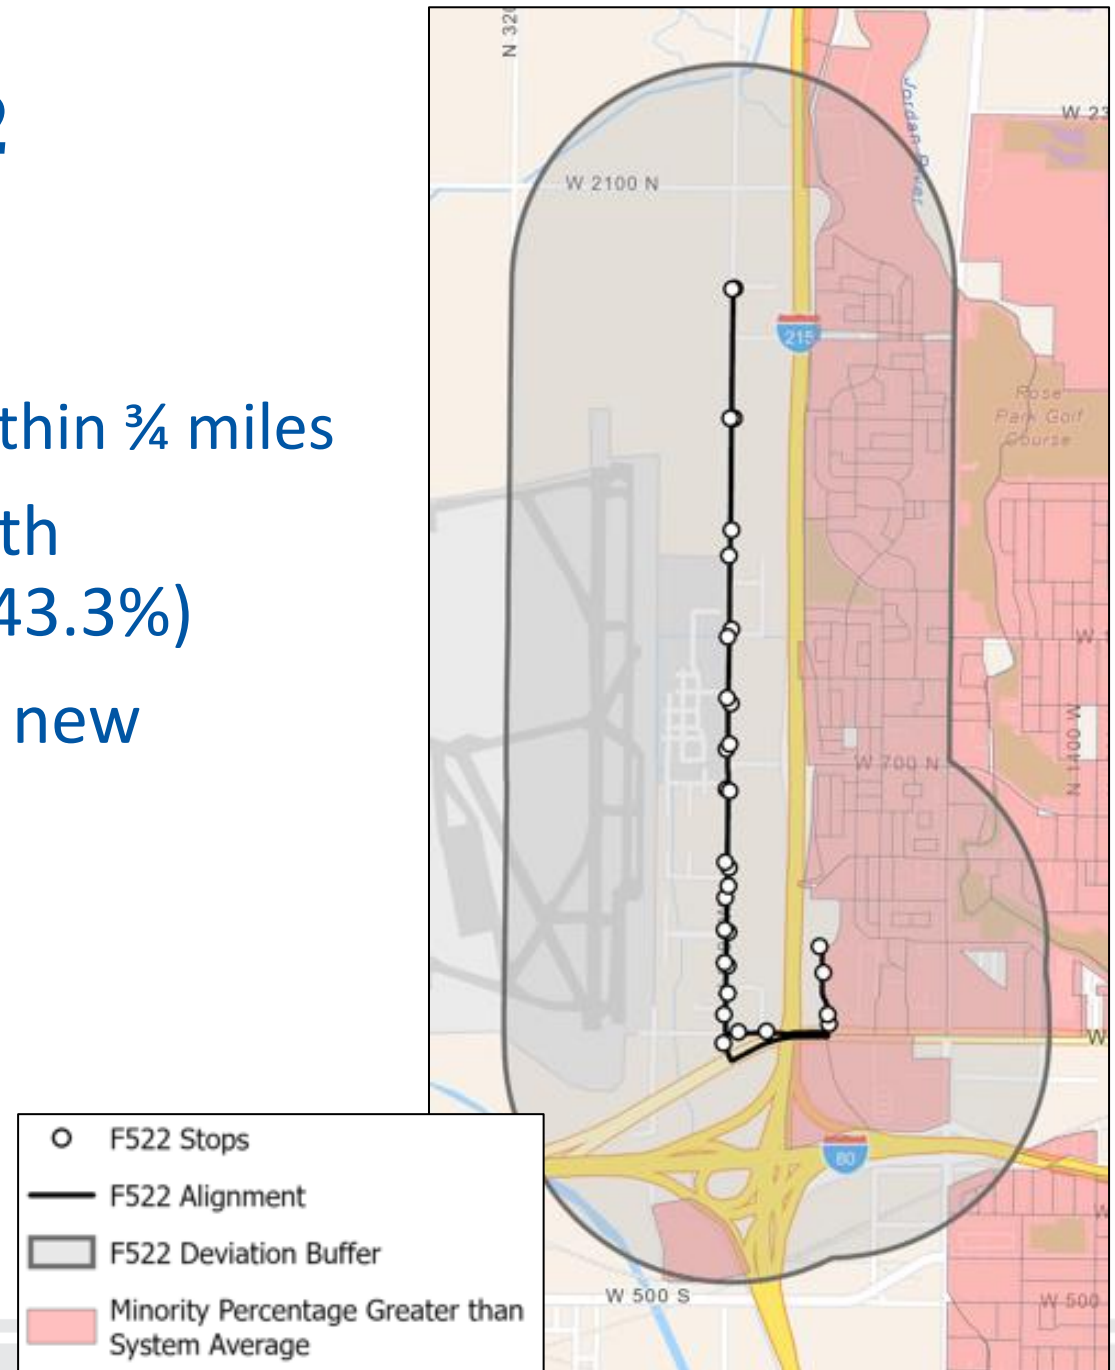 2
thin ¾ miles
th
43.3%)
new
N 320
W 2100 N
Jordan River
W 23
215
Rose
Park Golf
Course
W
N 1400 W
W 700 N
W
80
W
W 500 S
W 500
F522 Stops
F522 Alignment
F522 Deviation Buffer
Minority Percentage Greater than
System Average